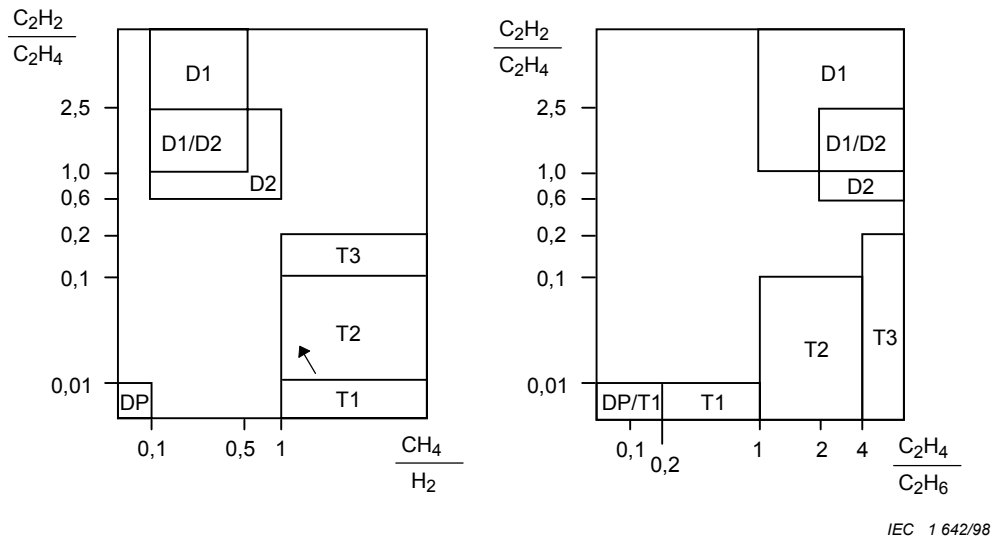 C₂H₂
C₂H₄
D1
2,5
D1/D2
1,0
D2
0,6
0,2
T3
0,1
T2
0,01
DP
T1
0,1
0,5
1
CH₄
H₂
C₂H₂
C₂H₄
D1
2,5
D1/D2
1,0
D2
0,6
0,2
0,1
T2
T3
0,01
DP/T1
T1
0,1
0,2
1
2
4
C₂H₄
C₂H₆
IEC 1 642/98